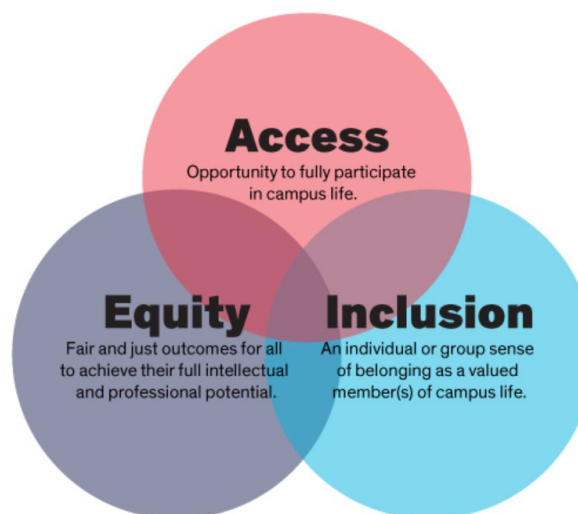 Access
Opportunity to fully participate
in campus life.
Equity
Fair and just outcomes for all
to achieve their full intellectual
and professional potential.
Inclusion
An individual or group sense
of belonging as a valued
member(s) of campus life.